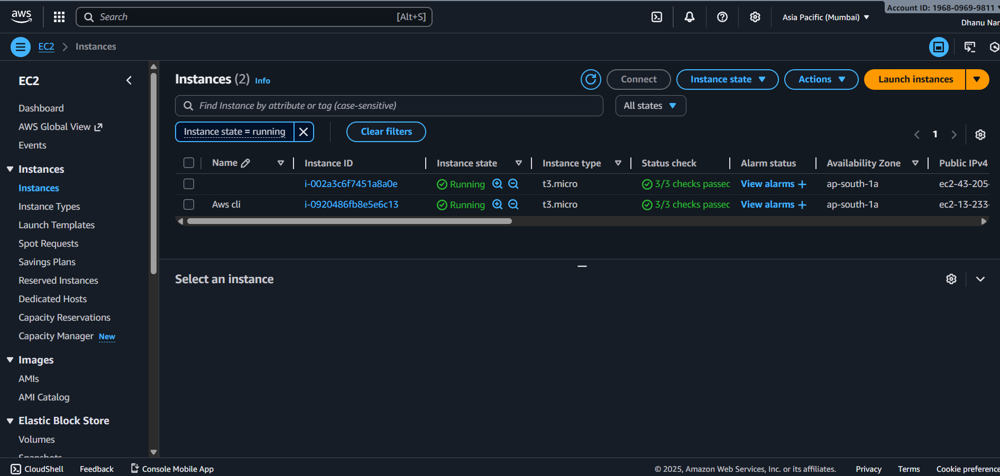 aws
Search [Alt+S]
Asia Pacific (Mumbai)
Account ID: 1968-0969-9811
Dhanu Nar
EC2 Instances
EC2
Dashboard
AWS Global View
Events
Instances
Instances
Instance Types
Launch Templates
Spot Requests
Savings Plans
Reserved Instances
Dedicated Hosts
Capacity Reservations
Capacity Manager New
Images
AMIs
AMI Catalog
Elastic Block Store
Volumes
Snapshots
Instances (2) Info
Connect
Instance state
Actions
Launch instances
Find Instance by attribute or tag (case-sensitive)
All states
Instance state = running
Clear filters
1
Name Instance ID Instance state Instance type Status check Alarm status Availability Zone Public IPv4
i-002a3c6f7451a8a0e Running t3.micro 3/3 checks passec View alarms + ap-south-1a ec2-43-205-
Aws cli i-0920486fb8e5e6c13 Running t3.micro 3/3 checks passec View alarms + ap-south-1a ec2-13-233-
Select an instance
CloudShell Feedback Console Mobile App
© 2025, Amazon Web Services, Inc. or its affiliates. Privacy Terms Cookie preference